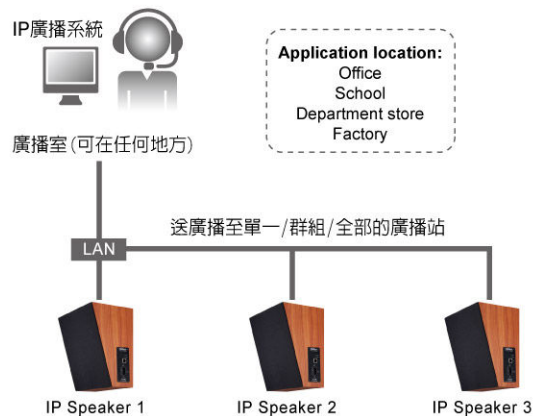 IP廣播系統
Application location:
Office
School
Department store
Factory
廣播室(可在任何地方)
送廣播至單一/群組/全部的廣播站
LAN
IP Speaker 1
IP Speaker 2
IP Speaker 3